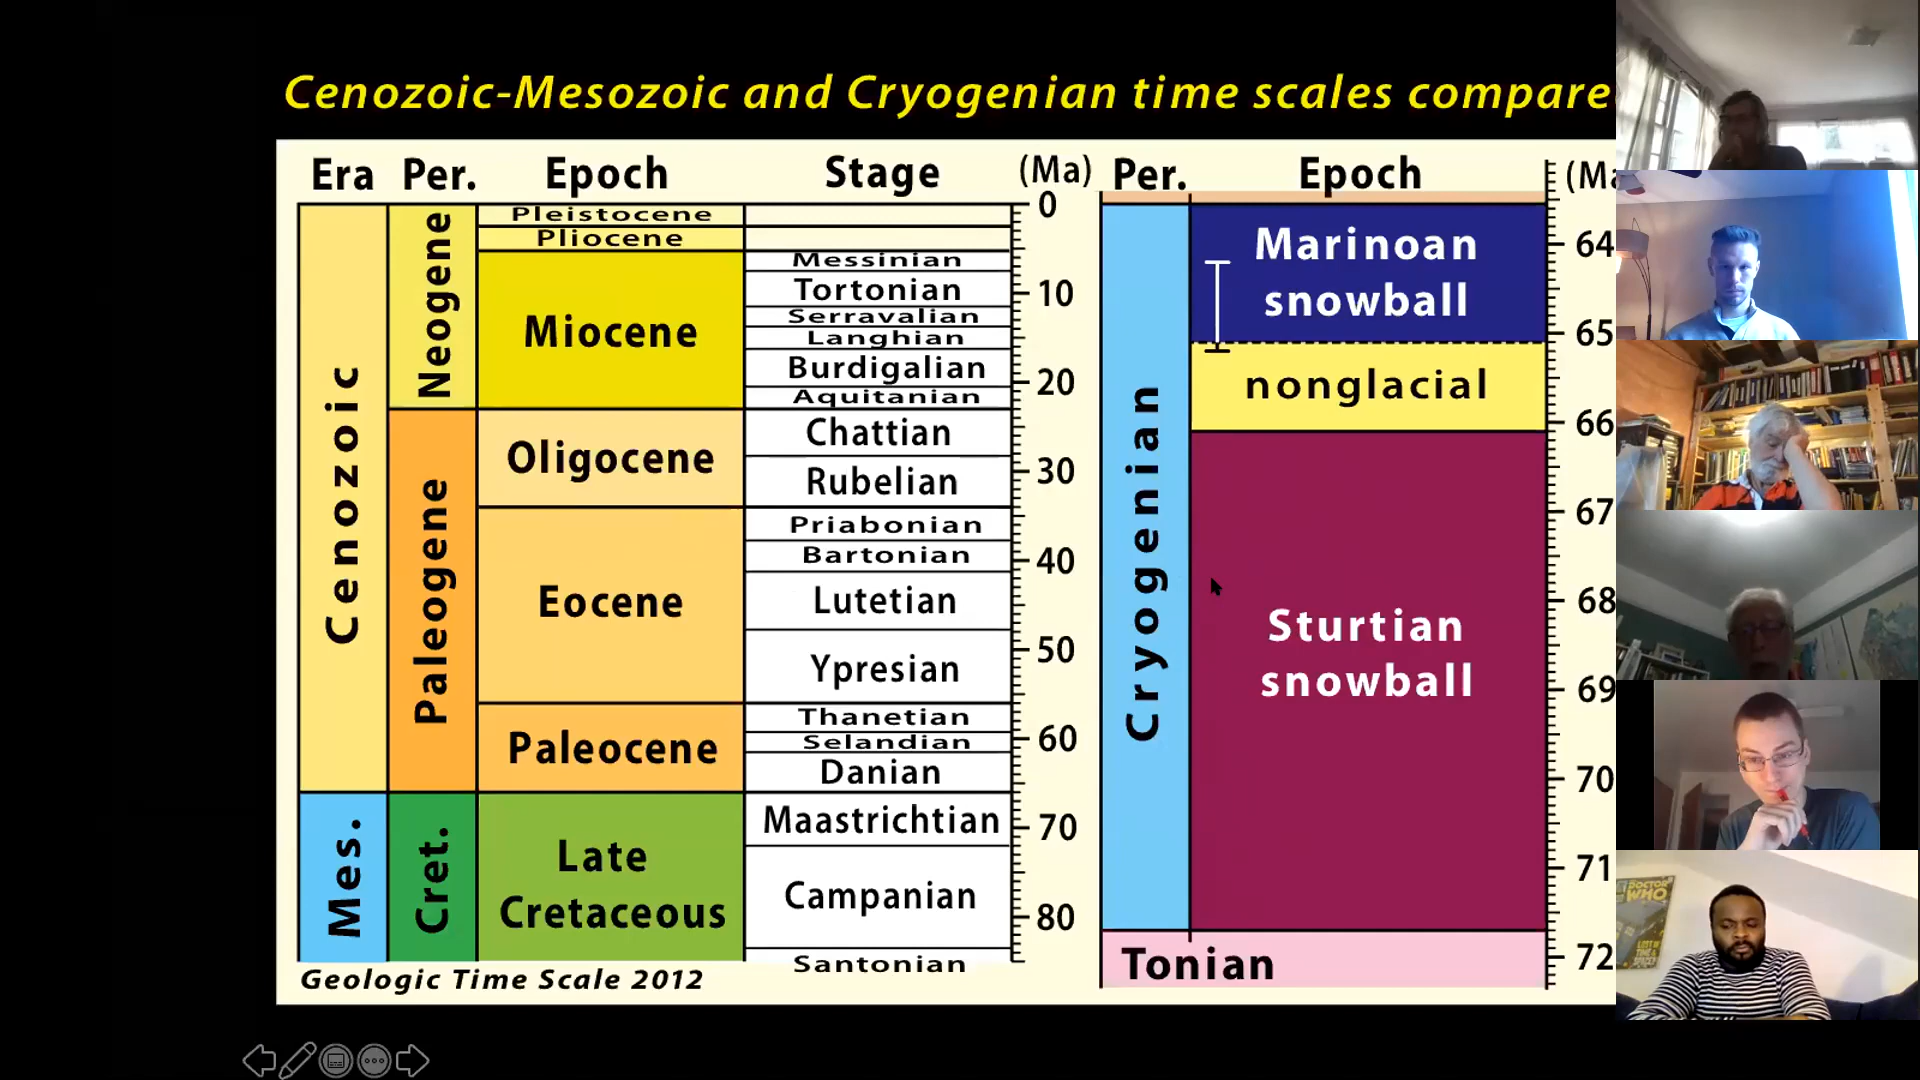 Cenozoic-Mesozoic and Cryogenian time scales compare
Era Per. Epoch Stage (Ma) Per. Epoch (Ma
Cenozoic
Mes.
Neogene
Paleogene
Cret.
Pleistocene
Pliocene
Miocene
Oligocene
Eocene
Paleocene
Late
Cretaceous
Messinian
Tortonian
Serravalian
Langhian
Burdigalian
Aquitanian
Chattian
Rubelian
Priabonian
Bartonian
Lutetian
Ypresian
Thanetian
Selandian
Danian
Maastrichtian
Campanian
Santonian
0
10
20
30
40
50
60
70
80
Cryogenian
Marinoan
snowball
nonglacial
Sturtian
snowball
Tonian
64
65
66
67
68
69
70
71
72
Geologic Time Scale 2012
DOCTOR
WHO